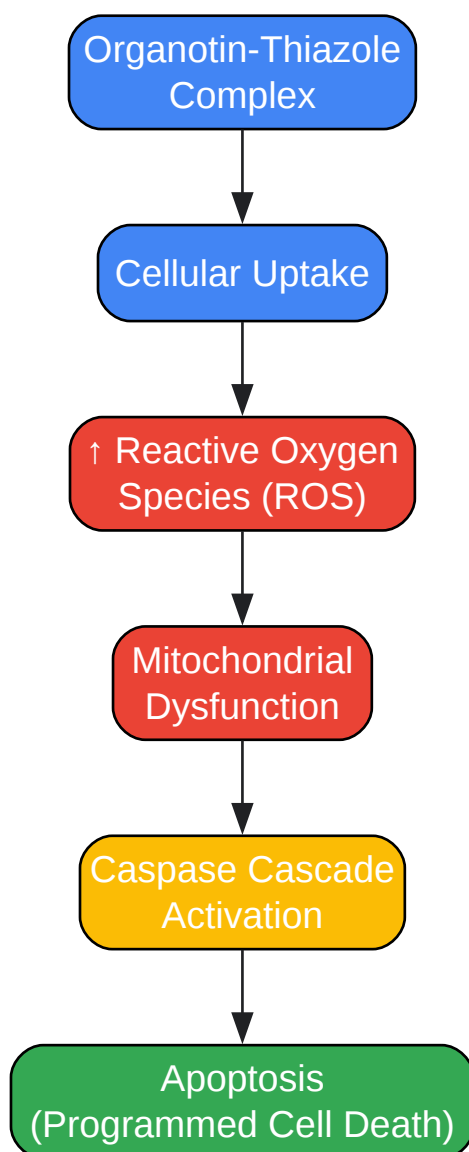 Organotin-Thiazole
Complex
Cellular Uptake
↑ Reactive Oxygen
Species (ROS)
Mitochondrial
Dysfunction
Caspase Cascade
Activation
Apoptosis
(Programmed Cell Death)